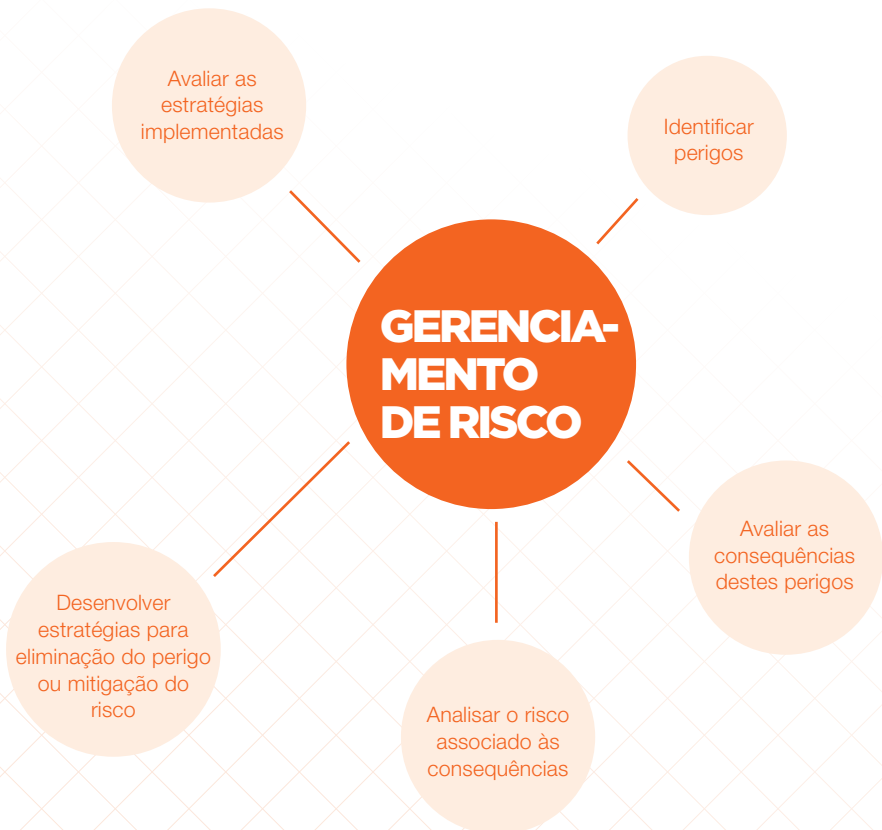 Avaliar as
estratégias
implementadas
Identificar
perigos
GERENCIA-
MENTO
DE RISCO
Avaliar as
consequências
destes perigos
Desenvolver
estratégias para
eliminação do perigo
ou mitigação do
risco
Analisar o risco
associado às
consequências